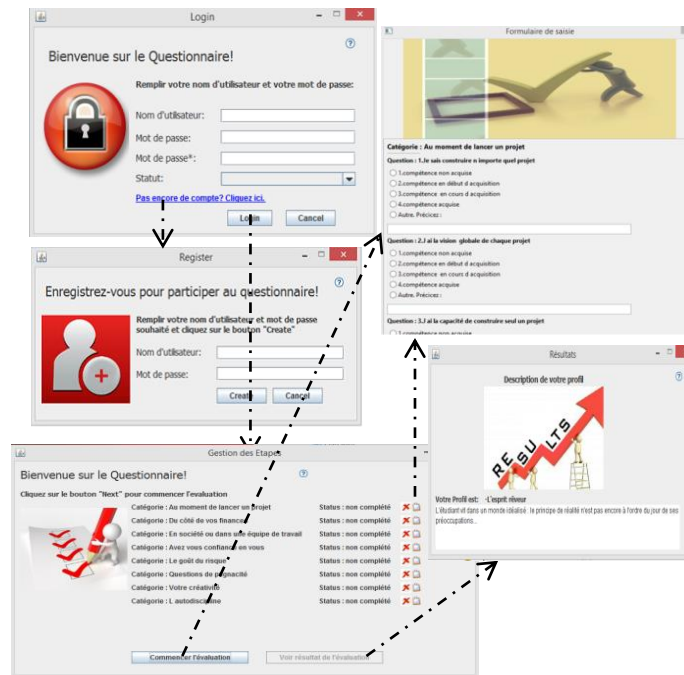 Login
Bienvenue sur le Questionnaire!
Remplir votre nom d'utilisateur et votre mot de passe:
Nom d'utilsateur:
Mot de passe:
Mot de passe*:
Statut:
Pas encore de compte? Cliquez ici.
Login
Cancel
Register
Enregistrez-vous pour participer au questionnaire!
Remplir votre nom d'utilisateur et mot de passe
souhaité et cliquez sur le bouton "Create"
Nom d'utlsateur:
Mot de passe:
Create
Cancel
Formulaire de saisie
Catégorie : Au moment de lancer un projet
Question : 1.Je sais construire n importe quel projet
1.compétence non acquise
2.compétence en début d acquisition
3.compétence en cours d acquisition
4.compétence acquise
Autre. Précicez :
Question : 2.J ai la vision globale de chaque projet
1.compétence non acquise
2.compétence en début d acquisition
3.compétence en cours d acquisition
4.compétence acquise
Autre. Précicez :
Question : 3.J ai la capacité de construire seul un projet
1.compétence non acquise
Résultats
Description de votre profil
RESULTS
Votre Profil est: -L'esprit rêveur
L'étudiant vit dans un monde idéalisé ; le principe de réalité n'est pas encore à l'ordre du jour de ses
préoccupations...
Gestion des Etapes
Bienvenue sur le Questionnaire!
Cliquez sur le bouton "Next" pour commencer l'evaluation
Catégorie : Au moment de lancer un projet Status : non complété
Catégorie : Du côté de vos finances Status : non complété
Catégorie : En société ou dans une équipe de travail Status : non complété
Catégorie : Avez vous confiance en vous Status : non complété
Catégorie : Le goût du risque Status : non complété
Catégorie : Questions de pugnacité Status : non complété
Catégorie : Votre créativité Status : non complété
Catégorie : L autodiscipline Status : non complété
Commencer l'évaluation
Voir résultat de l'évaluation